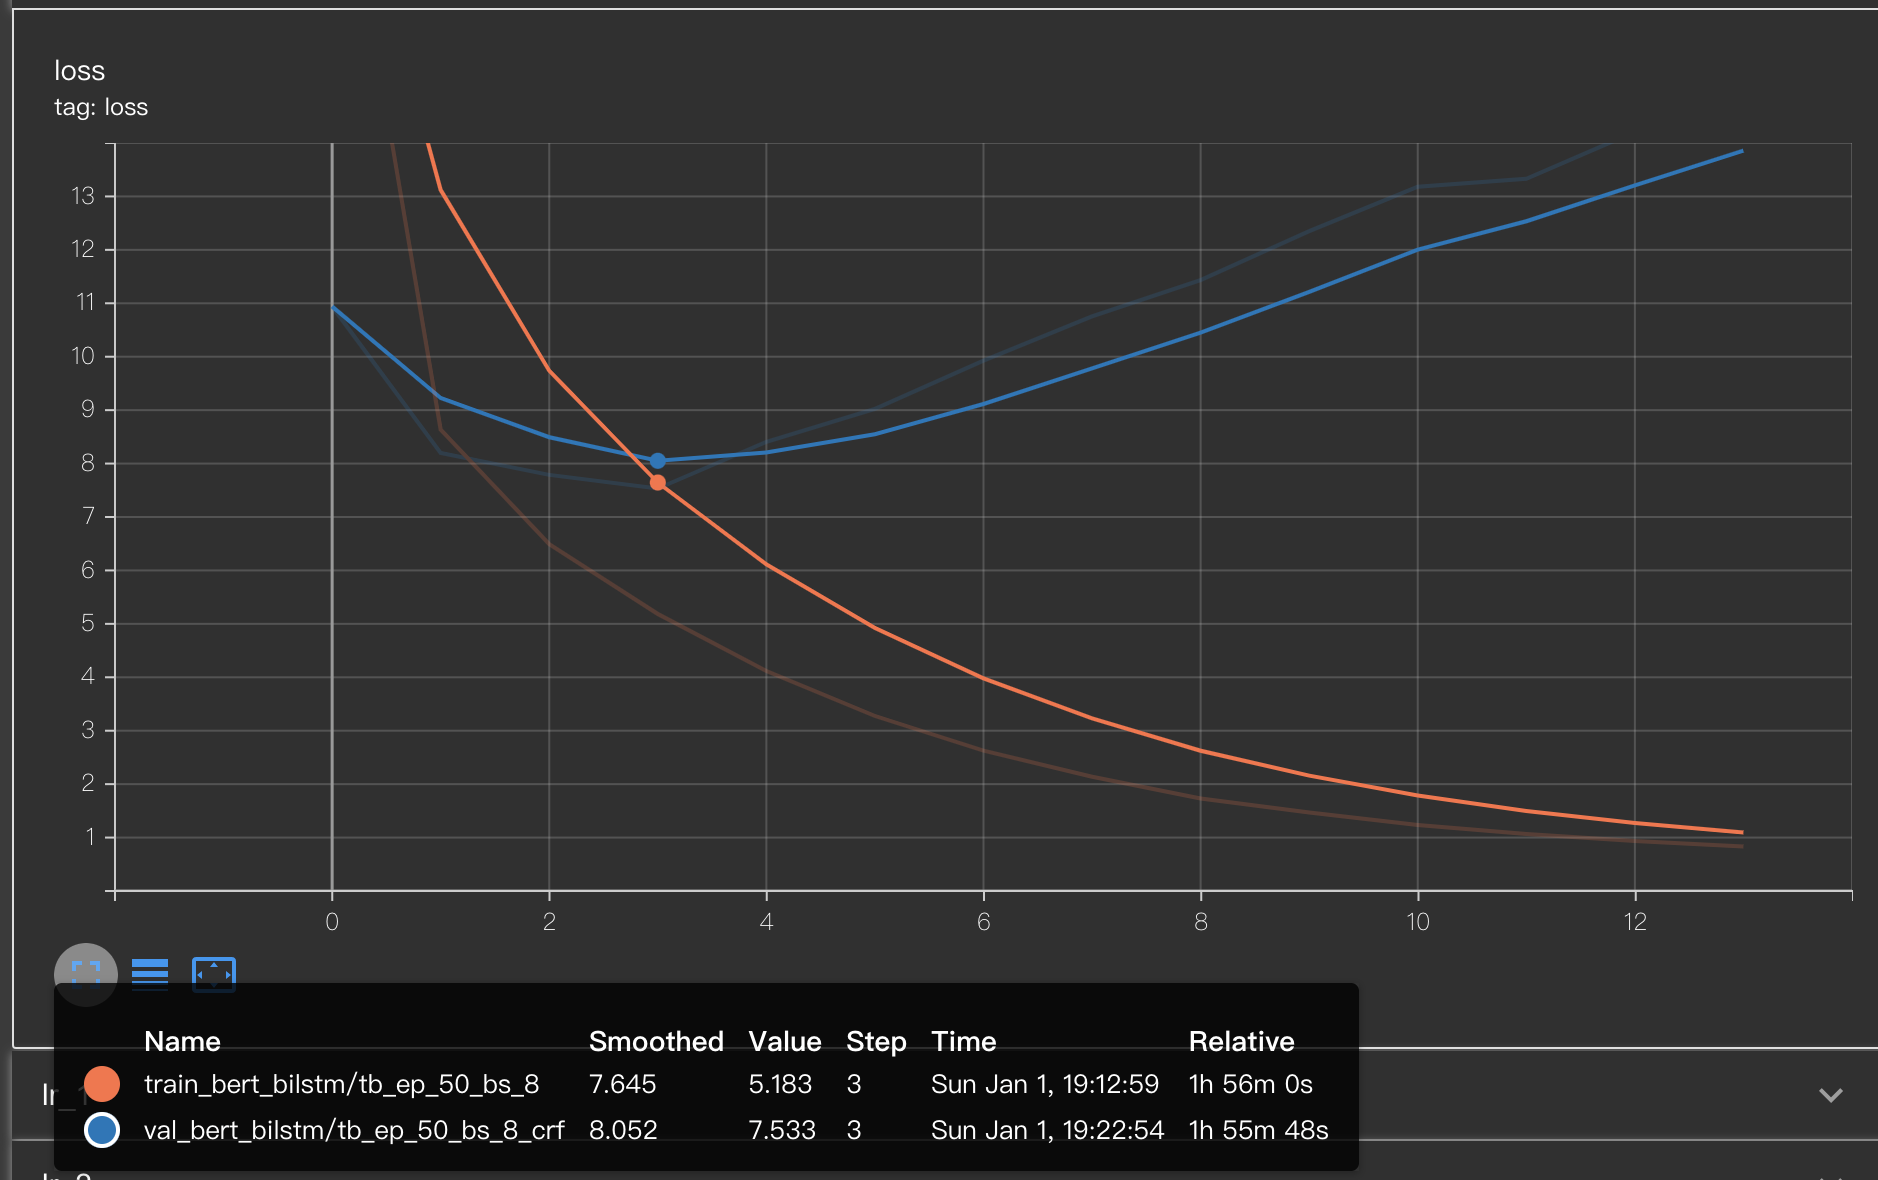 loss
tag: loss
13
12
11
10
9
8
7
6
5
4
3
2
1
0 2 4 6 8 10 12
Name Smoothed Value Step Time Relative
train_bert_bilstm/tb_ep_50_bs_8 7.645 5.183 3 Sun Jan 1, 19:12:59 1h 56m 0s
val_bert_bilstm/tb_ep_50_bs_8_crf 8.052 7.533 3 Sun Jan 1, 19:22:54 1h 55m 48s